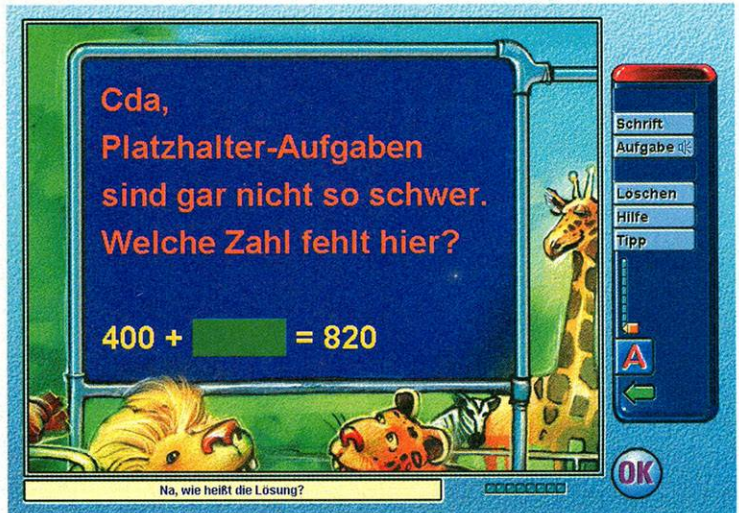 Cda,
Platzhalter-Aufgaben
sind gar nicht so schwer.
Welche Zahl fehlt hier?
400 + = 820
Schrift
Aufgabe
Löschen
Hilfe
Tipp
A
OK
Na, wie heißt die Lösung?